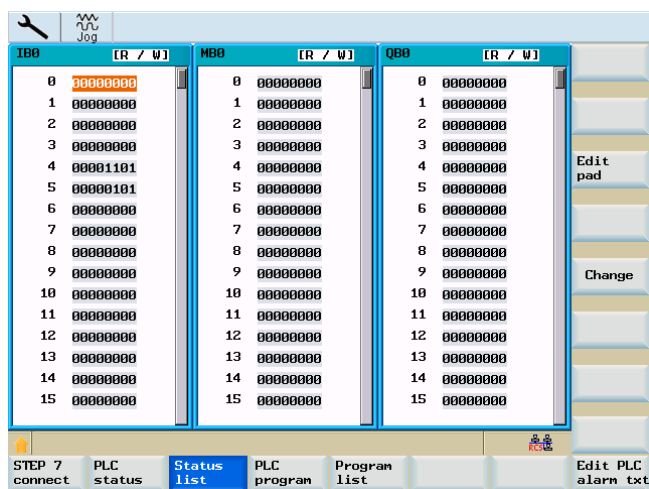 Jog
IB0 [R / W] MB0 [R / W] QB0 [R / W]
0 00000000 0 00000000 0 00000000
1 00000000 1 00000000 1 00000000
2 00000000 2 00000000 2 00000000
3 00000000 3 00000000 3 00000000
4 00001101 4 00000000 4 00000000
5 00000101 5 00000000 5 00000000
6 00000000 6 00000000 6 00000000
7 00000000 7 00000000 7 00000000
8 00000000 8 00000000 8 00000000
9 00000000 9 00000000 9 00000000
10 00000000 10 00000000 10 00000000
11 00000000 11 00000000 11 00000000
12 00000000 12 00000000 12 00000000
13 00000000 13 00000000 13 00000000
14 00000000 14 00000000 14 00000000
15 00000000 15 00000000 15 00000000
Edit
pad
Change
RCS
STEP 7
connect
PLC
status
Status
list
PLC
program
Program
list
Edit PLC
alarm txt